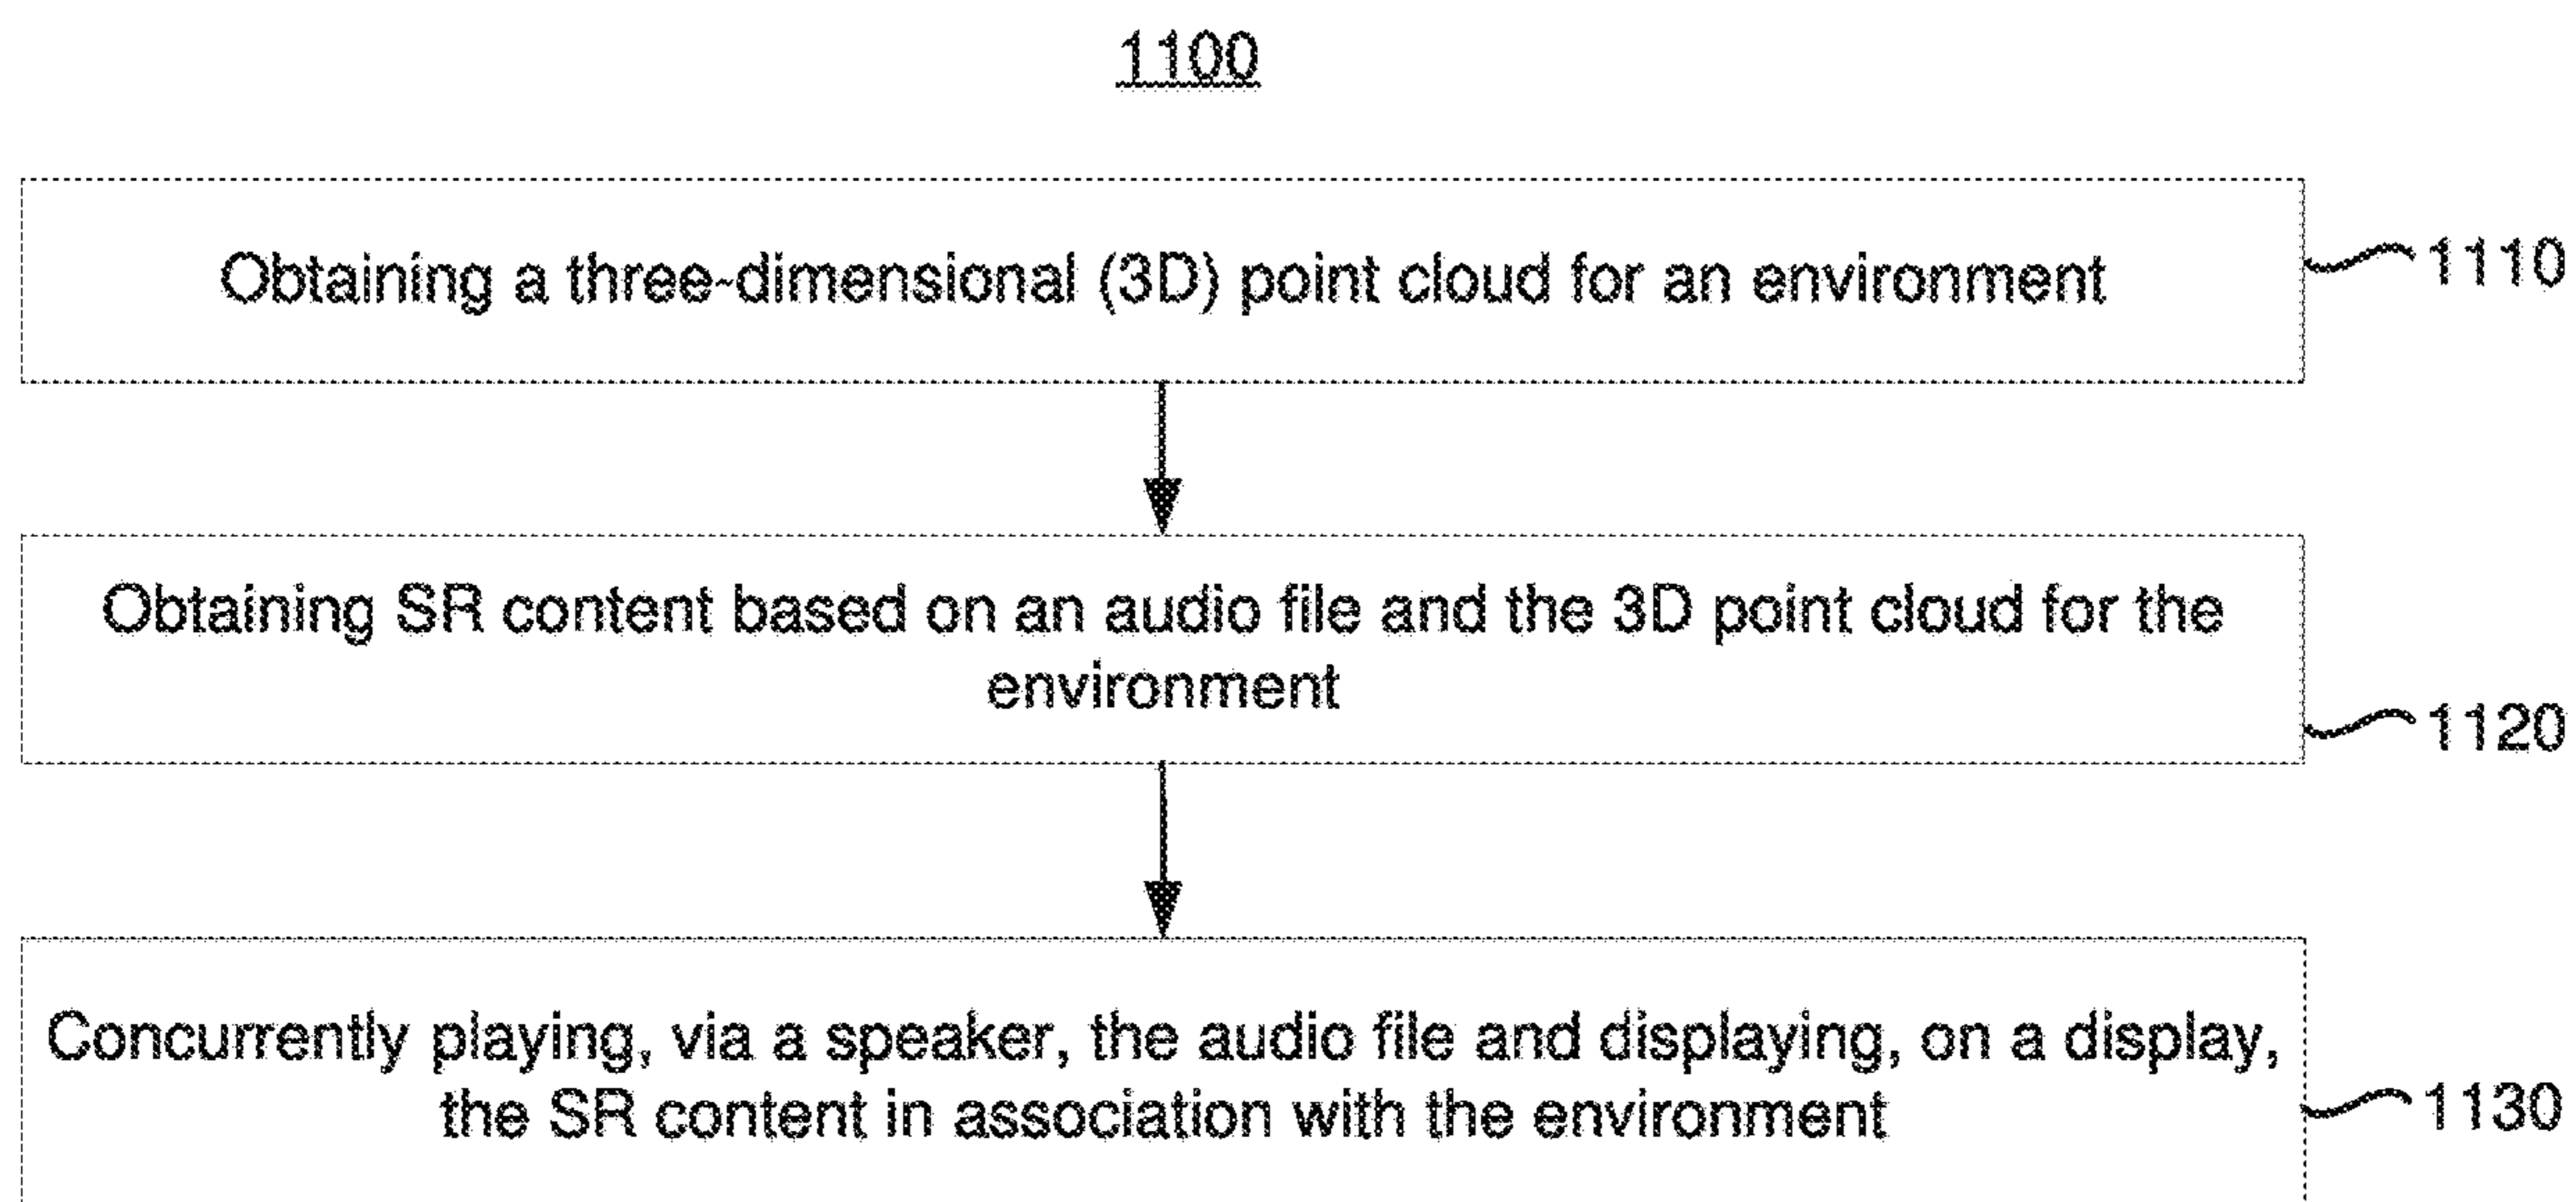 1100
Obtaining a three-dimensional (3D) point cloud for an environment
1110
Obtaining SR content based on an audio file and the 3D point cloud for the
environment
1120
Concurrently playing, via a speaker, the audio file and displaying, on a display,
the SR content in association with the environment
1130